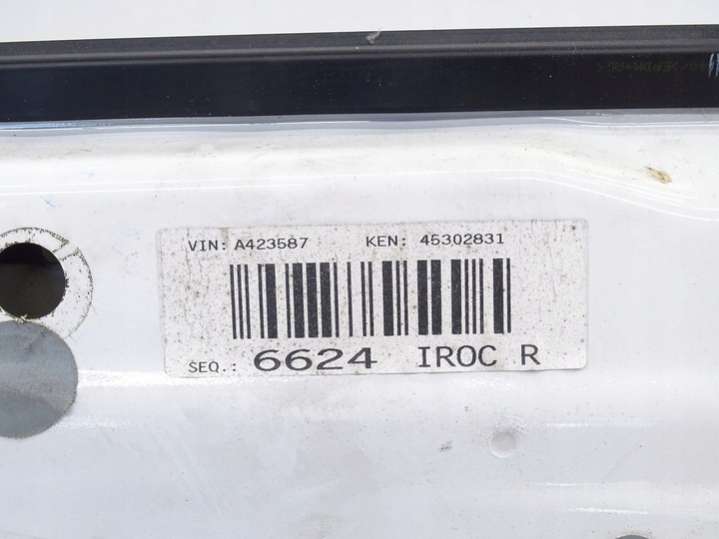 VIN: A423587 KEN: 45302831
SEQ.: 6624 IROC R